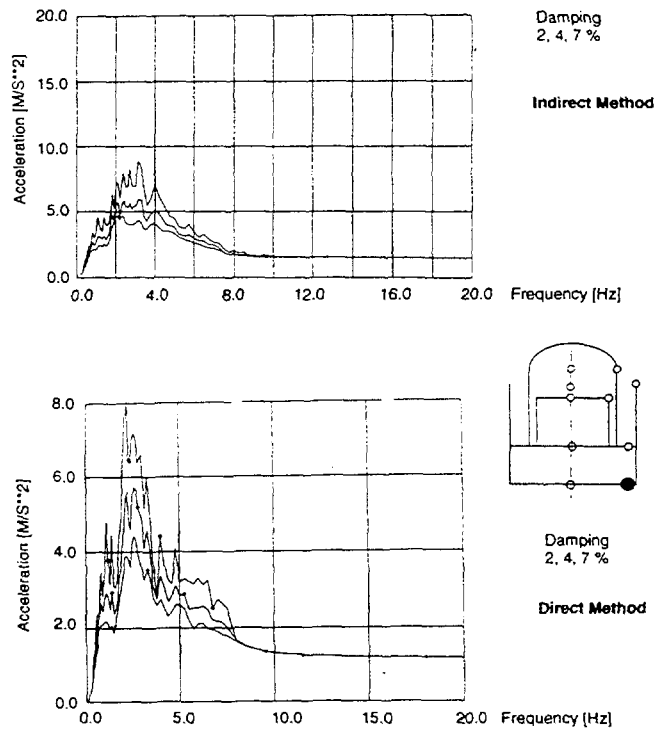 20.0
15.0
10.0
5.0
0.0
Acceleration [M/S**2]
0.0 4.0 8.0 12.0 16.0 20.0 Frequency [Hz]
Damping
2, 4, 7 %
Indirect Method
8.0
6.0
4.0
2.0
0.0
Acceleration [M/S**2]
0.0 5.0 10.0 15.0 20.0 Frequency [Hz]
Damping
2, 4, 7 %
Direct Method